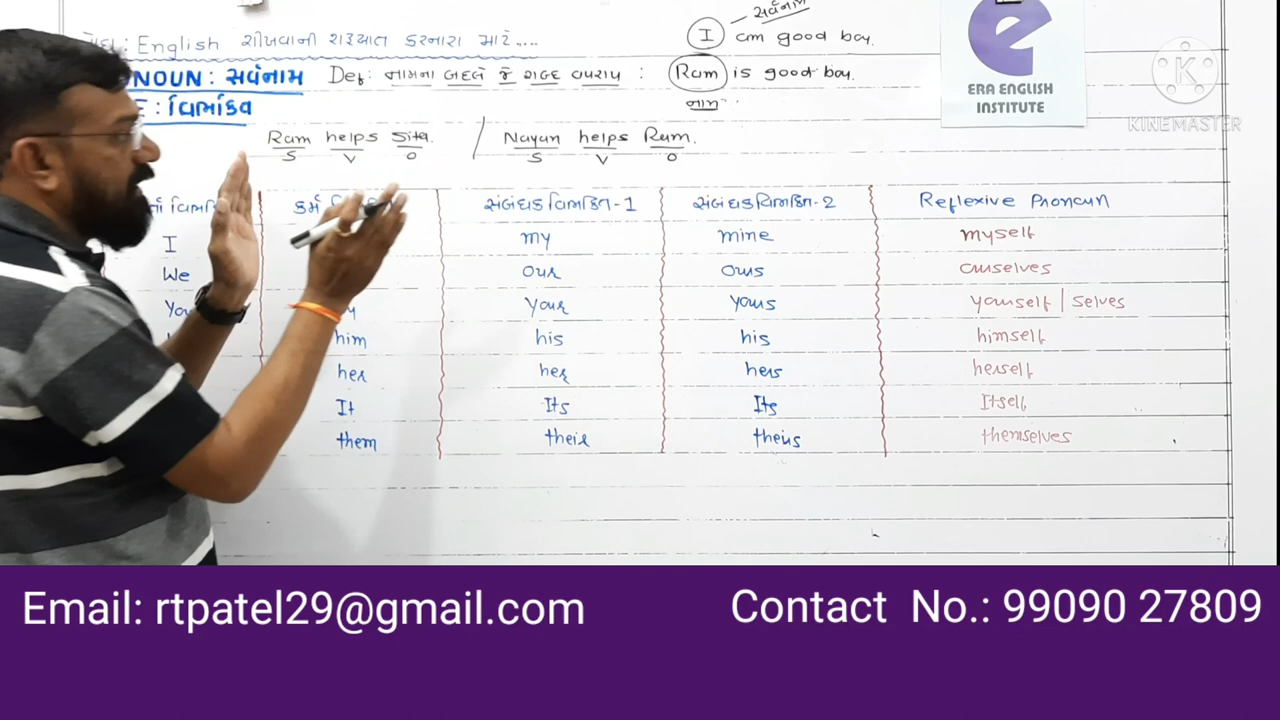 I — સર્વનામ
am good boy.
English શીખવાની શરૂઆત કરનારા માટે....
NOUN : સર્વનામ Def: નામના બદલે જે શબ્દ વપરાય : Ram is good boy.
નામ
E : વિભક્તિ
Ram helps Sita. / Nayan helps Ram.
S V O S V O
કર્મ સંબંધક વિભક્તિ-1 સંબંધક વિભક્તિ-2 Reflexive Pronoun
I my mine myself
We our ours ourselves
You your yours yourself | selves
him his his himself
her her hers herself
It Its Its Itself
them their theirs themselves
e
ERA ENGLISH
INSTITUTE
K
KINEMASTER
Email: rtpatel29@gmail.com Contact No.: 99090 27809